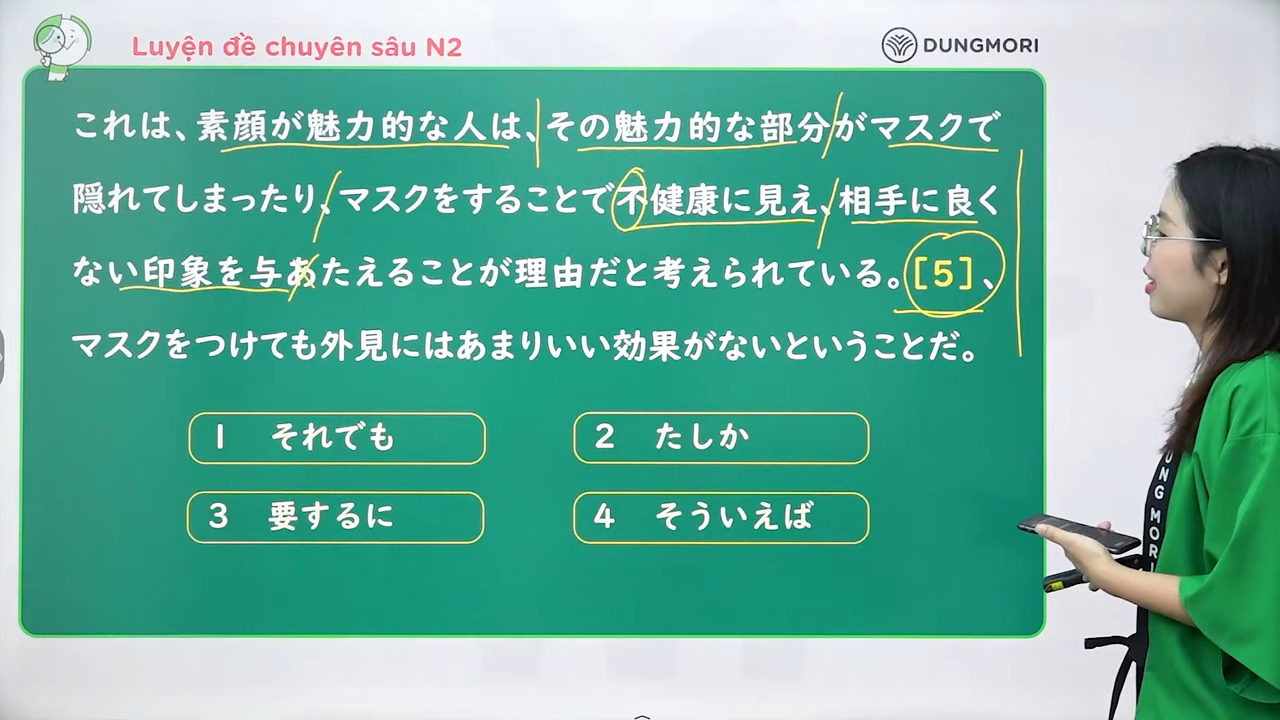 Luyện đề chuyên sâu N2
DUNGMORI
これは、素顔が魅力的な人は、その魅力的な部分がマスクで
隠れてしまったり、マスクをすることで不健康に見え、相手に良く
ない印象を与あたえることが理由だと考えられている。[5]、
マスクをつけても外見にはあまりいい効果がないということだ。
1 それでも
2 たしか
3 要するに
4 そういえば
UNG MORI